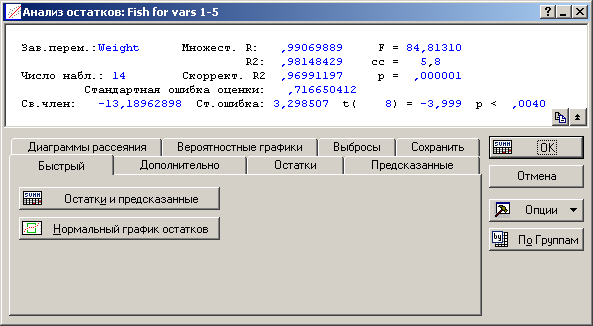 Анализ остатков: Fish for vars 1-5
Зав.перем.:Weight Множест. R: ,99069889 F = 84,81310
R2: ,98148429 сс = 5,8
Число набл.: 14 Скоррект. R2 ,96991197 p = ,000001
Стандартная ошибка оценки: ,716650412
Св.член: -13,18962898 Ст.ошибка: 3,298507 t( 8) = -3,999 p < ,0040
Диаграммы рассеяния Вероятностные графики Выбросы Сохранить
Быстрый Дополнительно Остатки Предсказанные
Остатки и предсказанные
Нормальный график остатков
OK
Отмена
Опции
По Группам